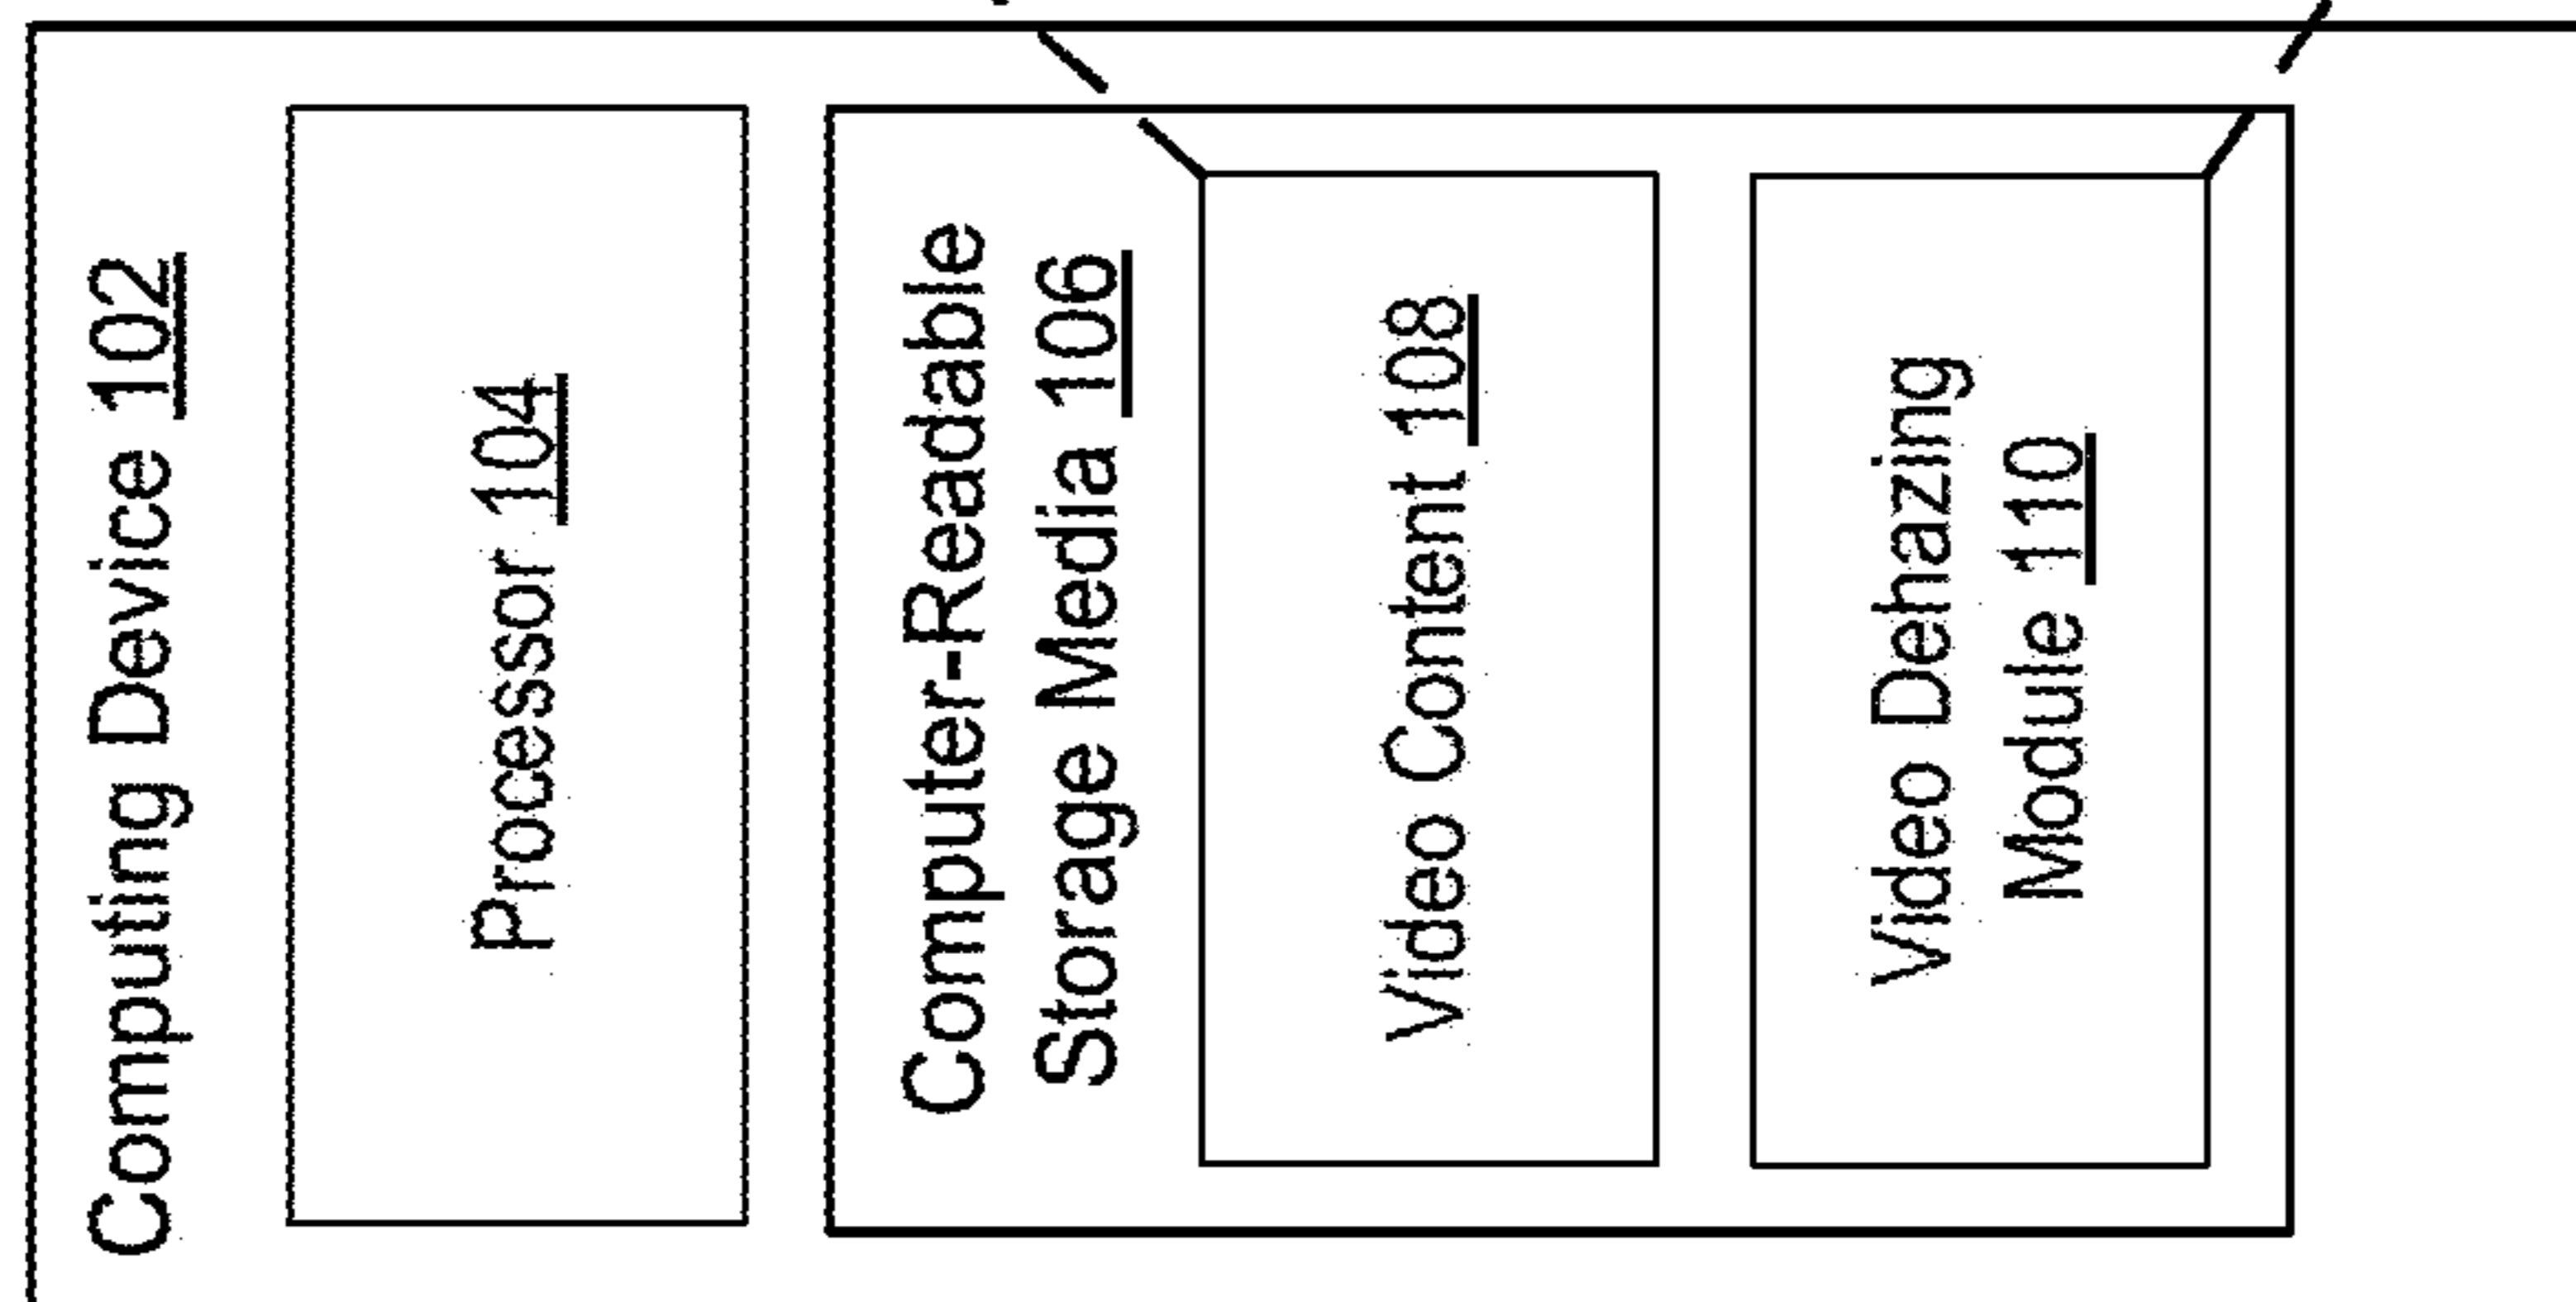 Computing Device 102
Processor 104
Computer-Readable
Storage Media 106
Video Content 108
Video Dehazing
Module 110